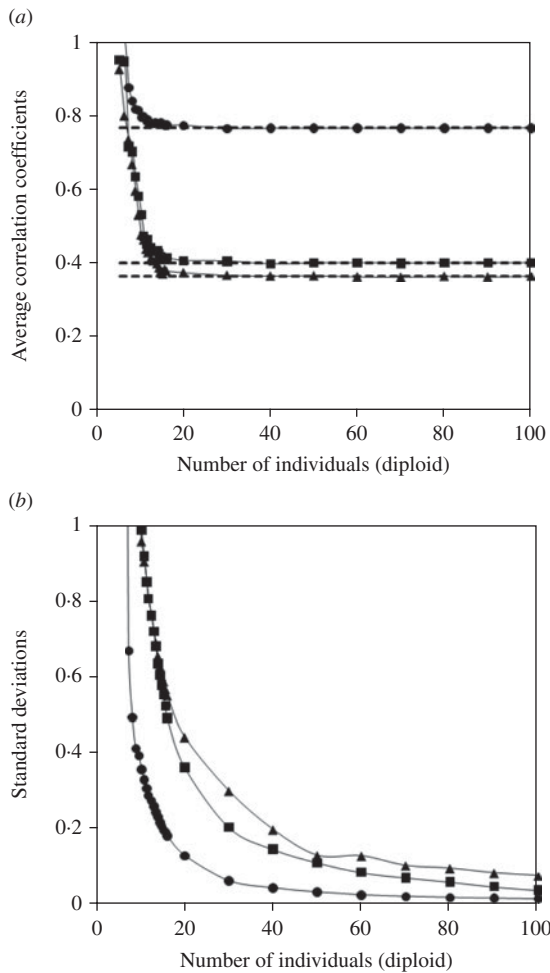 (a)
1
0·8
0·6
0·4
0·2
0
Average correlation coefficients
0 20 40 60 80 100
Number of individuals (diploid)
(b)
1
0·8
0·6
0·4
0·2
0
Standard deviations
0 20 40 60 80 100
Number of individuals (diploid)